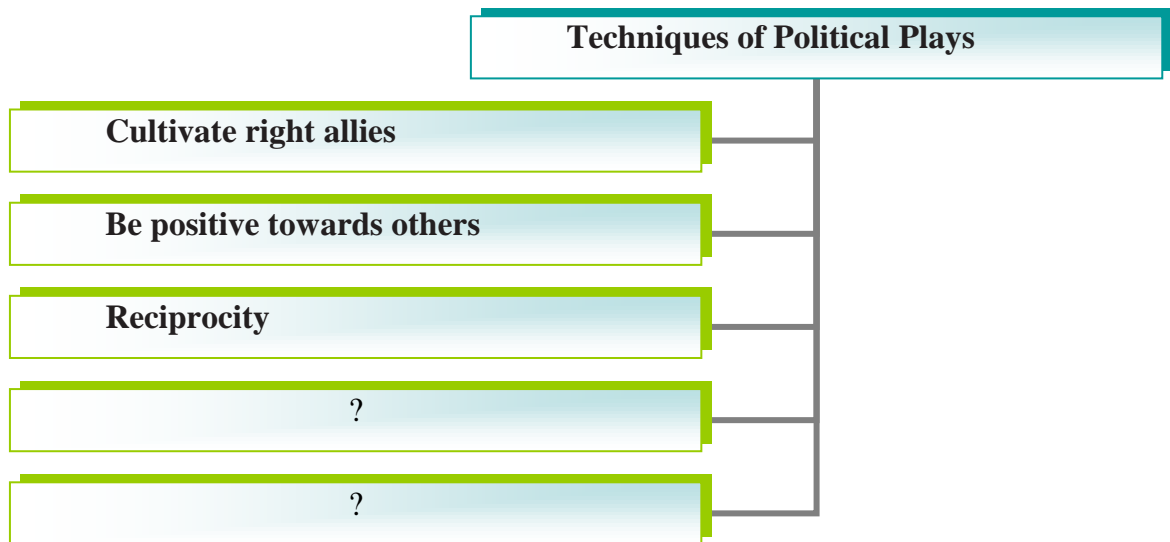 Techniques of Political Plays
Cultivate right allies
Be positive towards others
Reciprocity
?
?